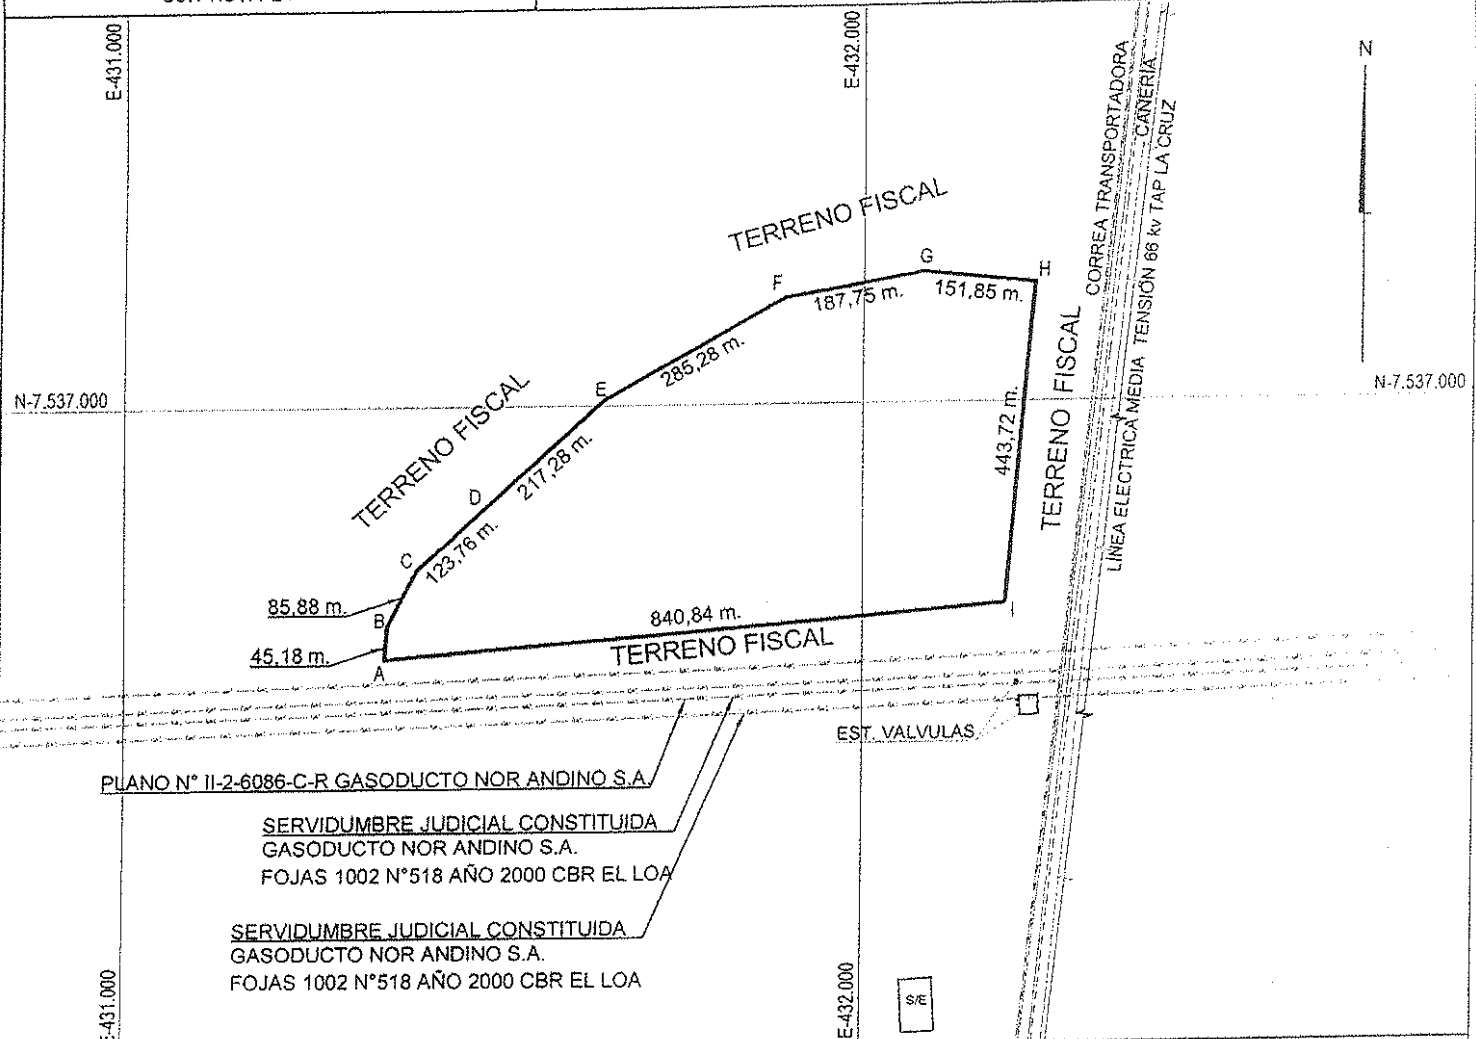 E-431.000
E-432.000
N
CORREA TRANSPORTADORA
CAÑERIA
LÍNEA ELECTRICA MEDIA TENSIÓN 66 kv TAP LA CRUZ
TERRENO FISCAL
G
H
F
187,75 m.
151,85 m.
285,28 m.
TERRENO FISCAL
E
N-7.537.000
N-7.537.000
TERRENO FISCAL
443,72 m.
217,28 m.
D
C
123,76 m.
85,88 m.
B
840,84 m.
I
45,18 m.
TERRENO FISCAL
A
EST. VALVULAS
PLANO N° II-2-6086-C-R GASODUCTO NOR ANDINO S.A.
SERVIDUMBRE JUDICIAL CONSTITUIDA
GASODUCTO NOR ANDINO S.A.
FOJAS 1002 N°518 AÑO 2000 CBR EL LOA
SERVIDUMBRE JUDICIAL CONSTITUIDA
GASODUCTO NOR ANDINO S.A.
FOJAS 1002 N°518 AÑO 2000 CBR EL LOA
E-431.000
E-432.000
S/E